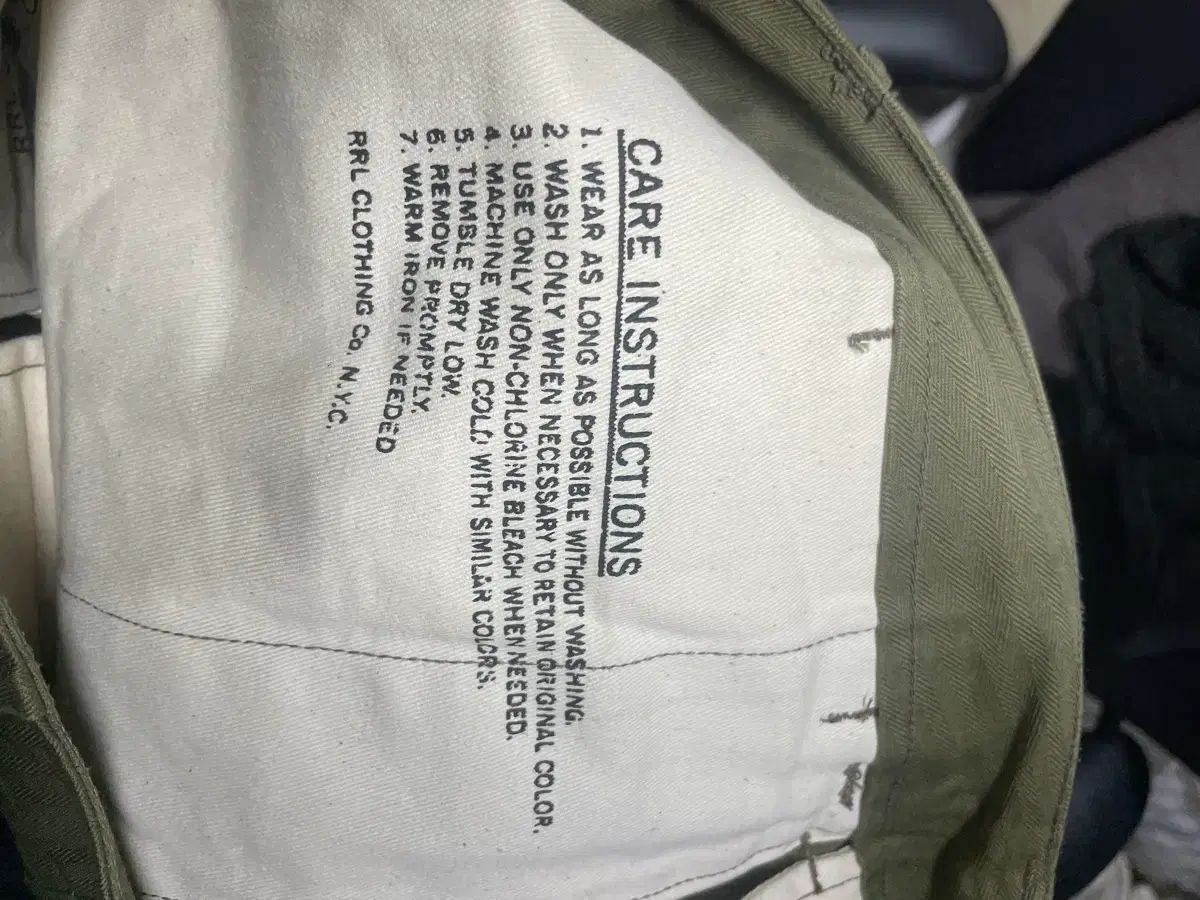 CARE INSTRUCTIONS
1. WEAR AS LONG AS POSSIBLE WITHOUT WASHING.
2. WASH ONLY WHEN NECESSARY TO RETAIN ORIGINAL COLOR.
3. USE ONLY NON-CHLORINE BLEACH WHEN NEEDED.
4. MACHINE WASH COLD WITH SIMILAR COLORS.
5. TUMBLE DRY LOW.
6. REMOVE PROMPTLY.
7. WARM IRON IF NEEDED
RRL CLOTHING Co. N.Y.C.